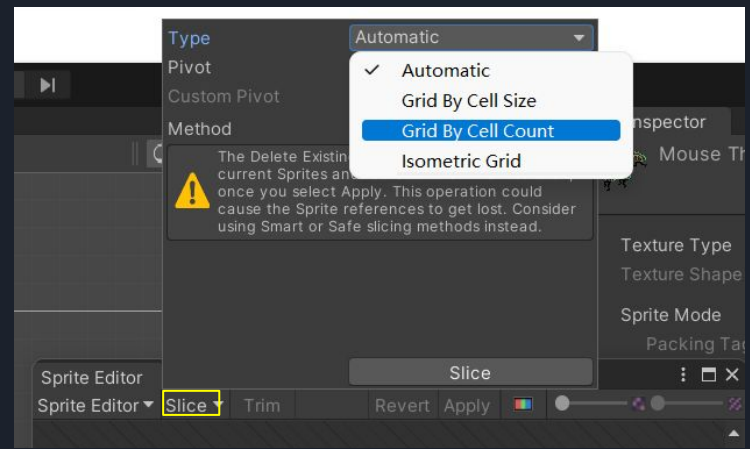 Type
Automatic
Pivot
Automatic
Custom Pivot
Grid By Cell Size
Method
Grid By Cell Count
Isometric Grid
The Delete Existin
current Sprites an
once you select Apply. This operation could
cause the Sprite references to get lost. Consider
using Smart or Safe slicing methods instead.
nspector
Mouse Th
Texture Type
Texture Shape
Sprite Mode
Packing Tag
Slice
Sprite Editor
Sprite Editor
Slice
Trim
Revert
Apply